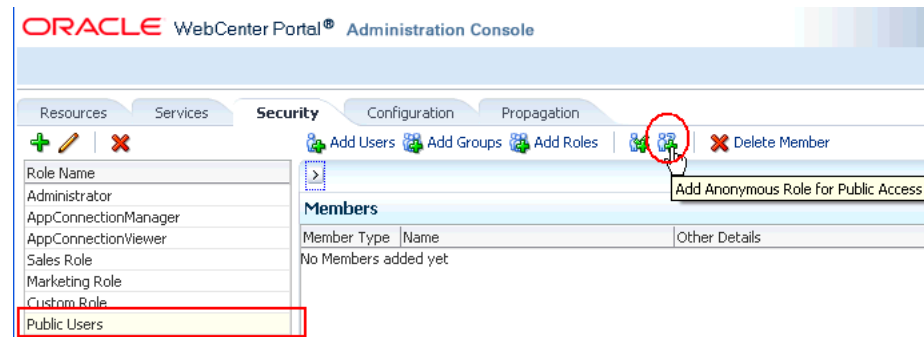 ORACLE WebCenter Portal® Administration Console
Resources Services Security Configuration Propagation
Add Users Add Groups Add Roles Delete Member
Add Anonymous Role for Public Access
Role Name
Administrator
AppConnectionManager
AppConnectionViewer
Sales Role
Marketing Role
Custom Role
Public Users
Members
Member Type Name Other Details
No Members added yet